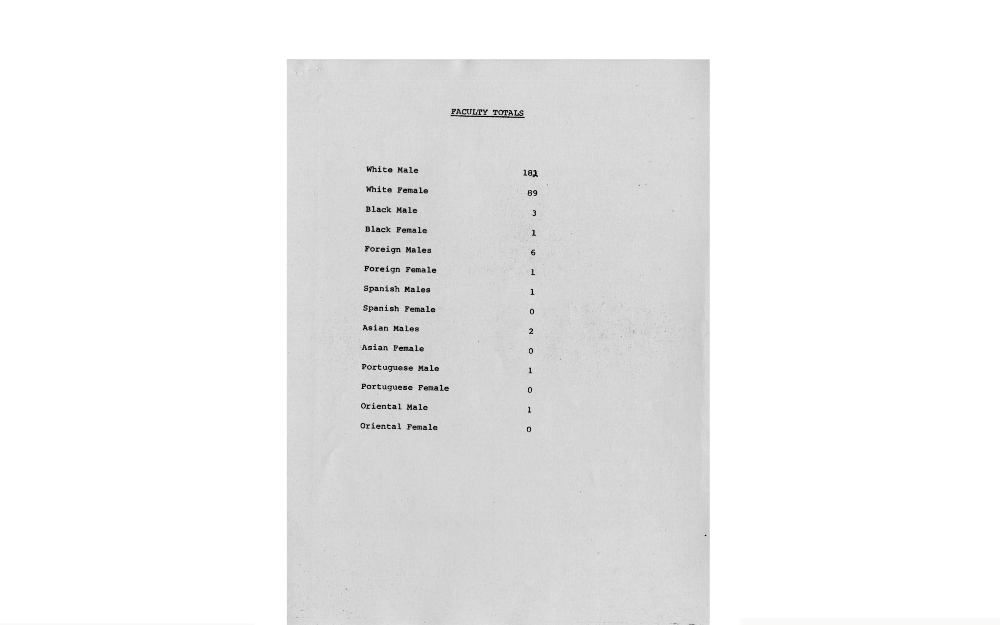 FACULTY TOTALS
White Male 182
White Female 89
Black Male 3
Black Female 1
Foreign Males 6
Foreign Female 1
Spanish Males 1
Spanish Female 0
Asian Males 2
Asian Female 0
Portuguese Male 1
Portuguese Female 0
Oriental Male 1
Oriental Female 0